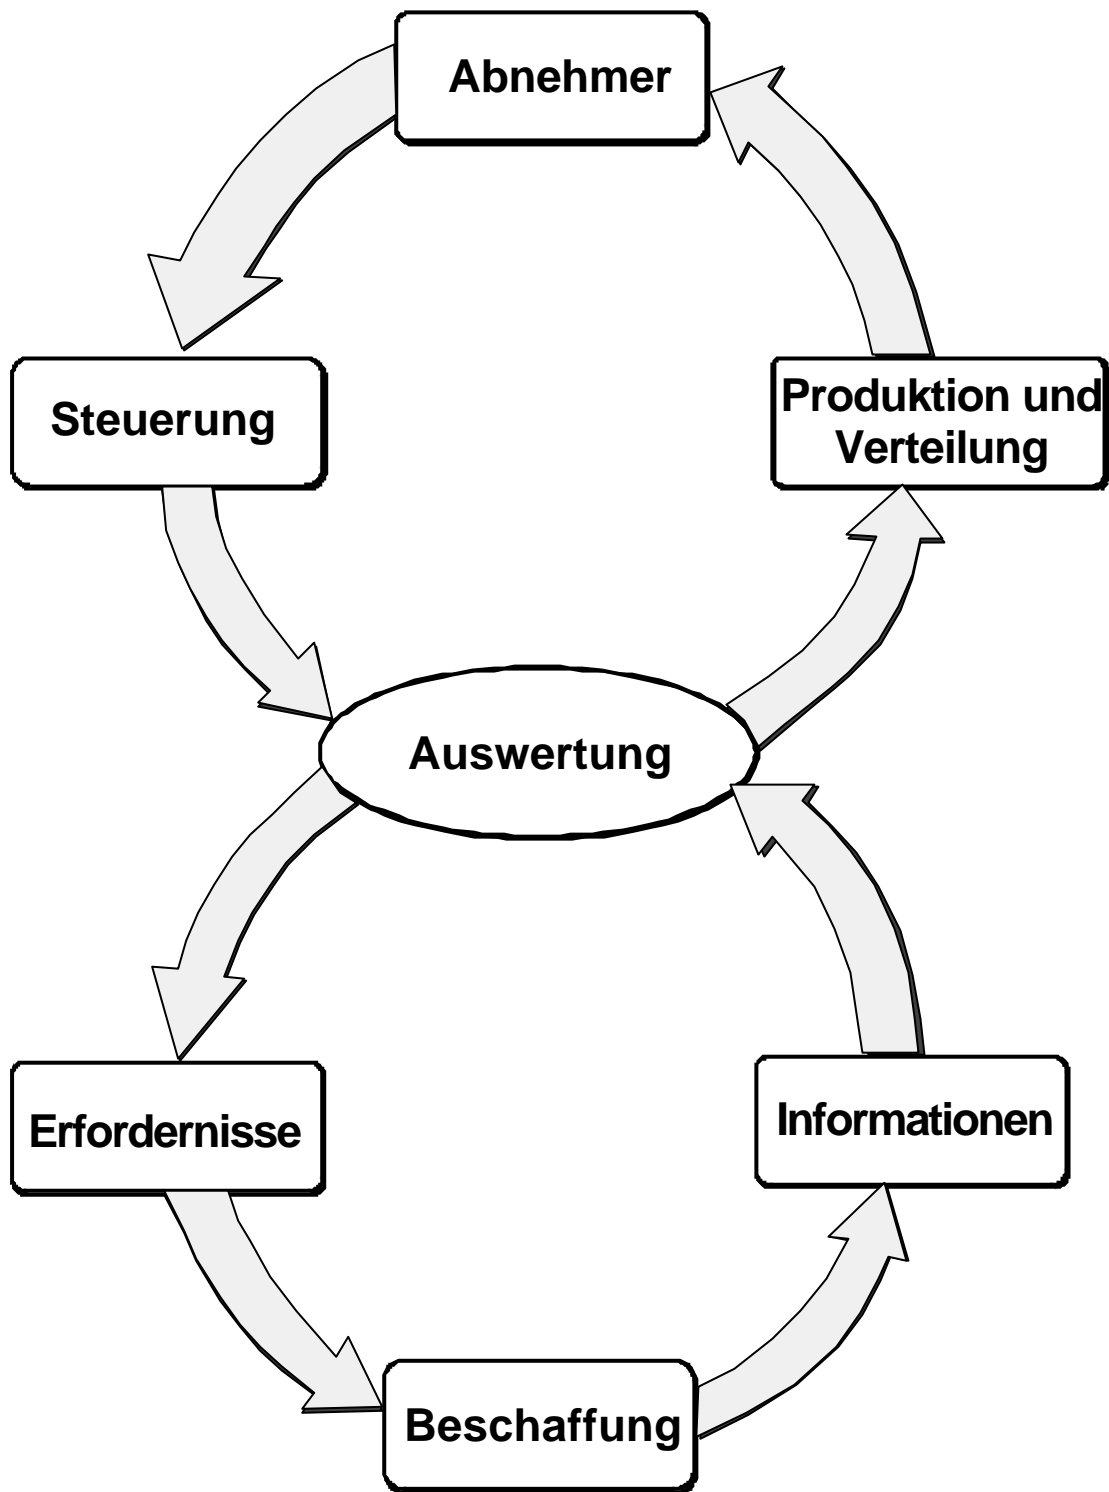 Abnehmer
Steuerung
Produktion und
Verteilung
Auswertung
Erfordernisse
Informationen
Beschaffung